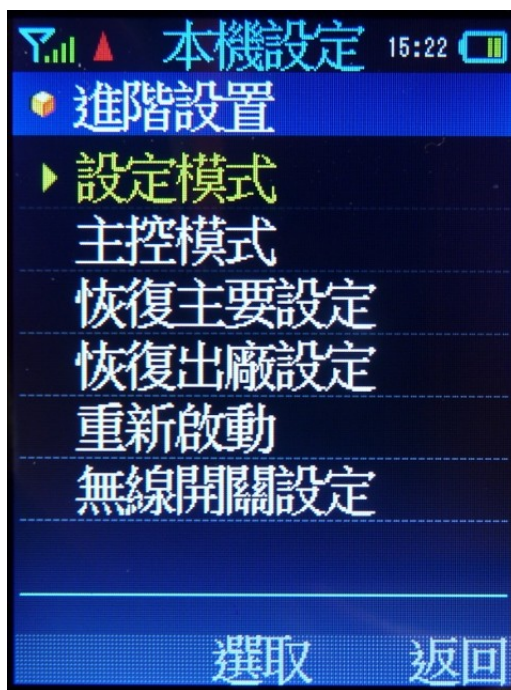 本機設定 15:22
進階設置
設定模式
主控模式
恢復主要設定
恢復出廠設定
重新啟動
無線開關設定
選取 返回